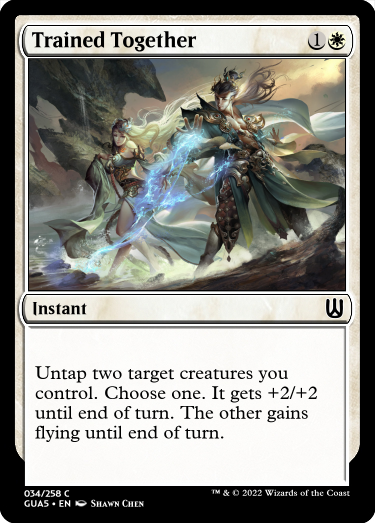 Trained Together 1
Instant
Untap two target creatures you
control. Choose one. It gets +2/+2
until end of turn. The other gains
flying until end of turn.
034/258 C
GUA5 • EN Shawn Chen
™ & © 2022 Wizards of the Coast